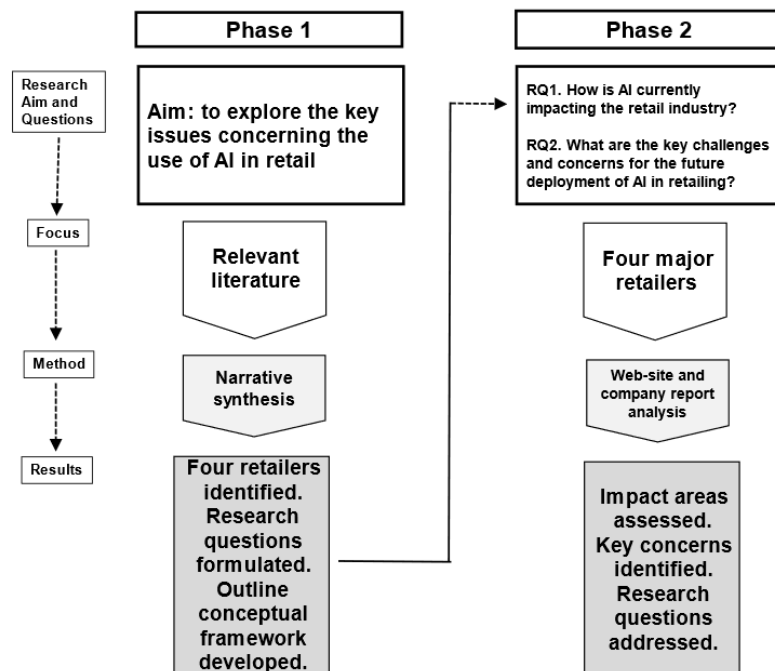 Phase 1
Phase 2
Research
Aim and
Questions
Aim: to explore the key
issues concerning the
use of AI in retail
RQ1. How is AI currently
impacting the retail industry?
RQ2. What are the key challenges
and concerns for the future
deployment of AI in retailing?
Focus
Relevant
literature
Four major
retailers
Method
Narrative
synthesis
Web-site and
company report
analysis
Results
Four retailers
identified.
Research
questions
formulated.
Outline
conceptual
framework
developed.
Impact areas
assessed.
Key concerns
identified.
Research
questions
addressed.